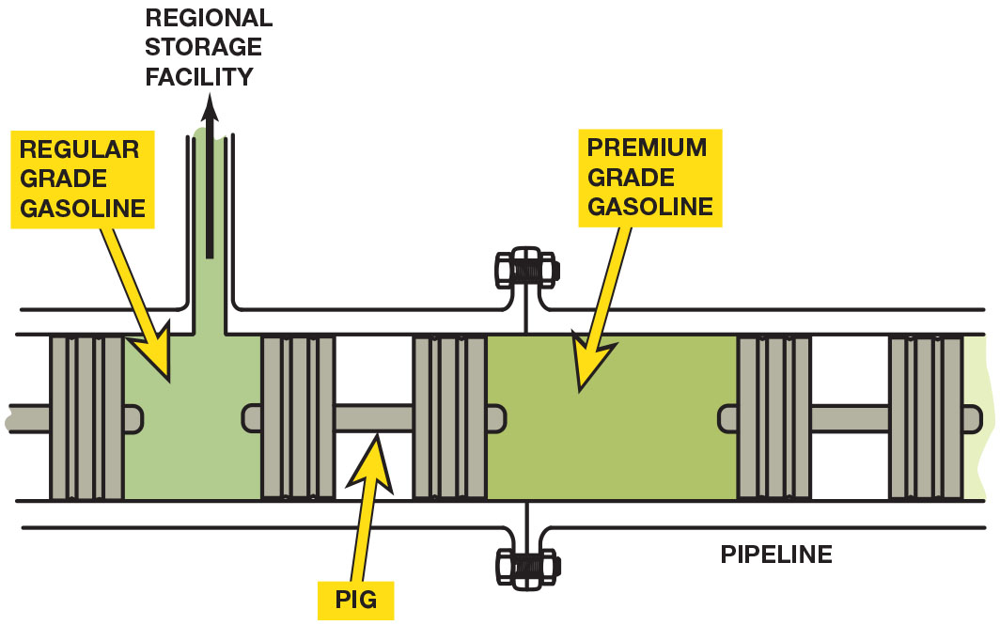 REGIONAL
STORAGE
FACILITY
REGULAR
GRADE
GASOLINE
PREMIUM
GRADE
GASOLINE
PIPELINE
PIG